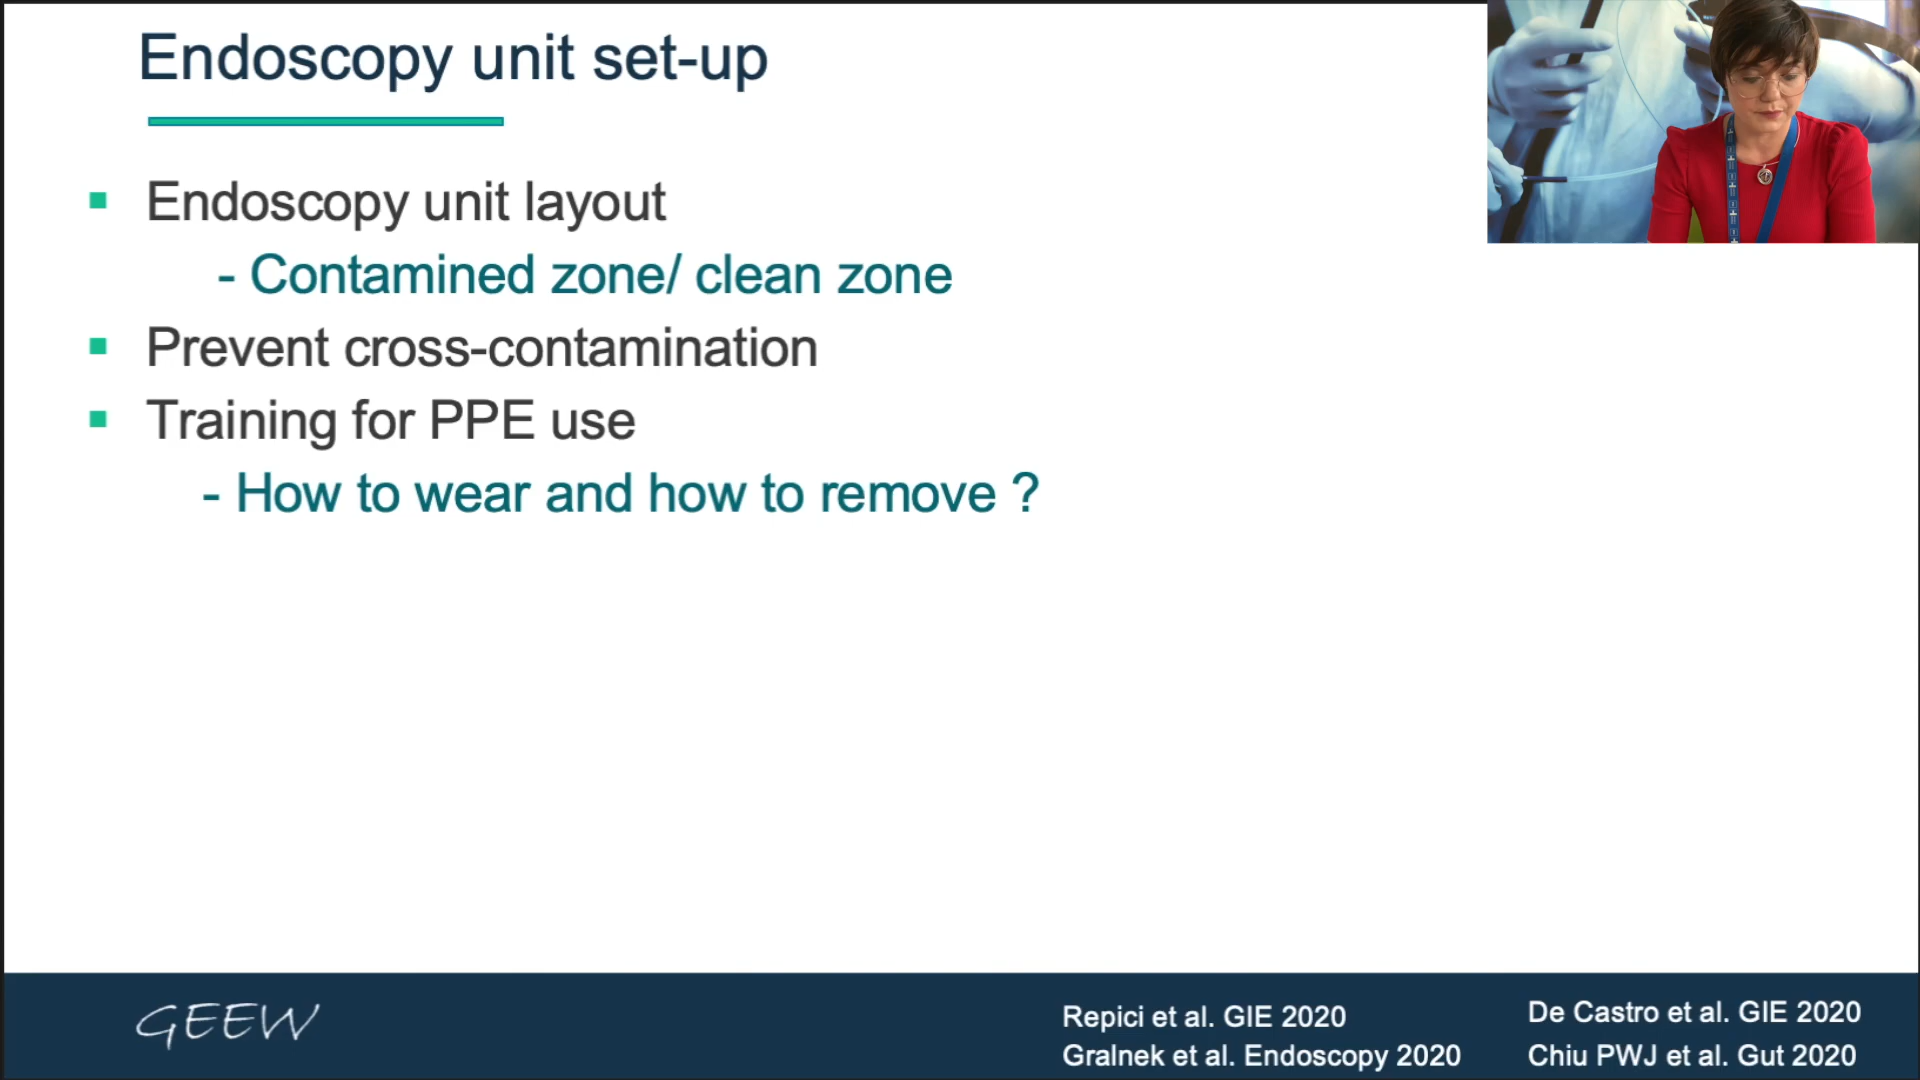 Endoscopy unit set-up
▪ Endoscopy unit layout
- Contamined zone/ clean zone
▪ Prevent cross-contamination
▪ Training for PPE use
- How to wear and how to remove ?
GEEW
Repici et al. GIE 2020
Gralnek et al. Endoscopy 2020
De Castro et al. GIE 2020
Chiu PWJ et al. Gut 2020